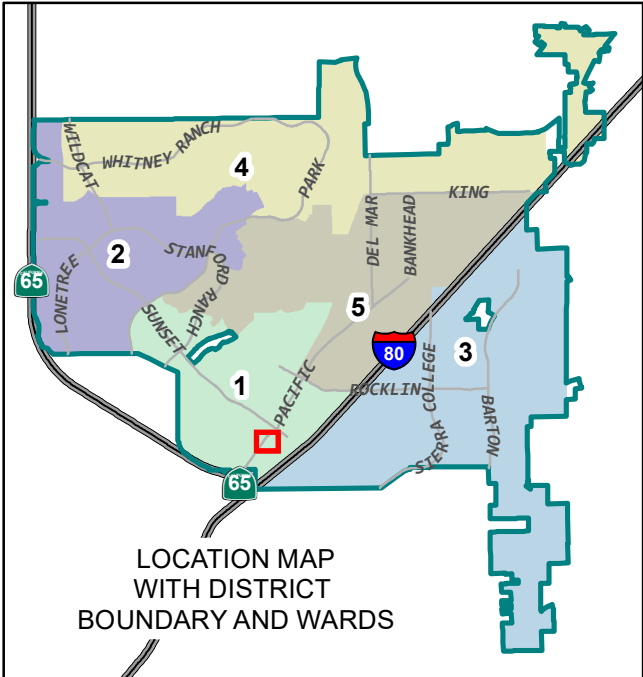 WILDCAT
WHITNEY RANCH
4
PARK
KING
DEL MAR
BANKHEAD
2
STANFORD RANCH
65
LONETREE
SUNSET
5
80
3
1
PACIFIC
ROCKLIN
SIERRA COLLEGE
BARTON
65
LOCATION MAP
WITH DISTRICT
BOUNDARY AND WARDS